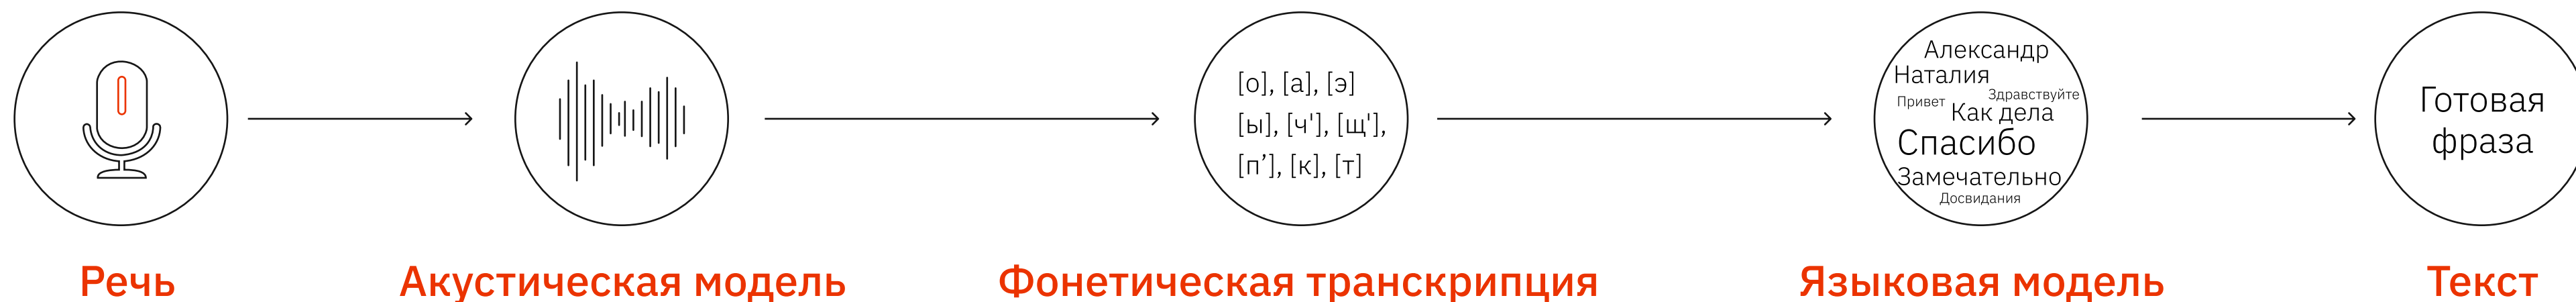 [о], [а], [э]
[ы], [ч'], [щ'],
[п’], [к], [т]
Александр
Наталия
Здравствуйте
Привет
Как дела
Спасибо
Замечательно
Досвидания
Готовая
фраза
Речь
Акустическая модель
Фонетическая транскрипция
Языковая модель
Текст